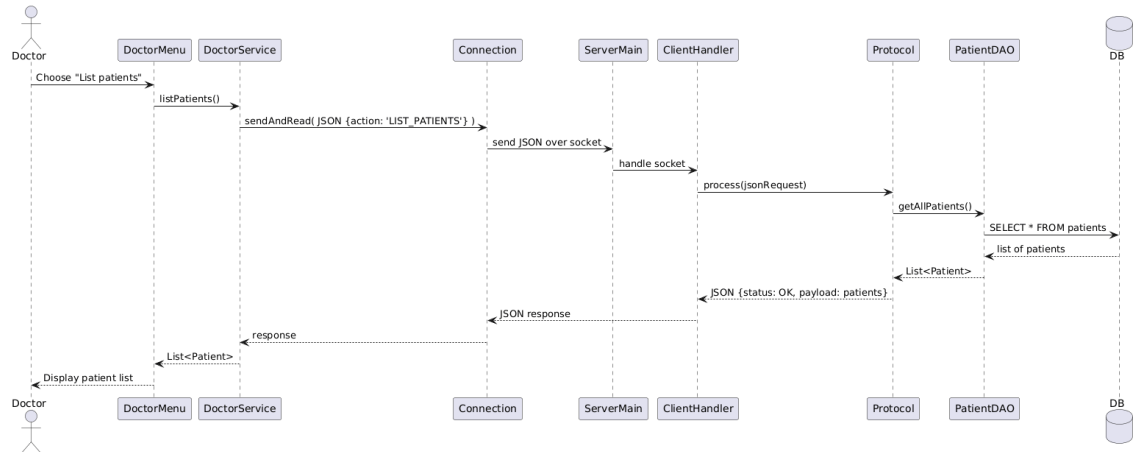 Doctor
DoctorMenu
DoctorService
Connection
ServerMain
ClientHandler
Protocol
PatientDAO
DB
Choose "List patients"
listPatients()
sendAndRead( JSON {action: 'LIST_PATIENTS'} )
send JSON over socket
handle socket
process(jsonRequest)
getAllPatients()
SELECT * FROM patients
list of patients
List<Patient>
JSON {status: OK, payload: patients}
JSON response
response
List<Patient>
Display patient list
Doctor
DoctorMenu
DoctorService
Connection
ServerMain
ClientHandler
Protocol
PatientDAO
DB